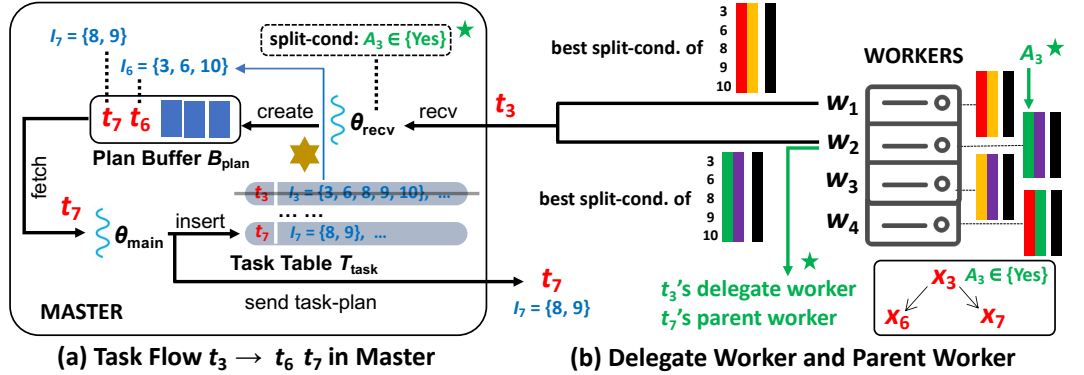 I₇ = {8, 9}
split-cond: A₃ ∈ {Yes}
I₆ = {3, 6, 10}
t₇ t₆
create
θrecv
recv
t₃
Plan Buffer Bplan
fetch
t₃ I₃ = {3, 6, 8, 9, 10}, ...
... ...
t₇ I₇ = {8, 9}, ...
t₇
θmain
insert
Task Table Ttask
send task-plan
MASTER
t₇
I₇ = {8, 9}
(a) Task Flow t₃ → t₆ t₇ in Master
best split-cond. of
3
6
8
9
10
WORKERS
A₃
w₁
w₂
w₃
w₄
best split-cond. of
3
6
8
9
10
t₃'s delegate worker
t₇'s parent worker
x₃ A₃ ∈ {Yes}
x₆ x₇
(b) Delegate Worker and Parent Worker